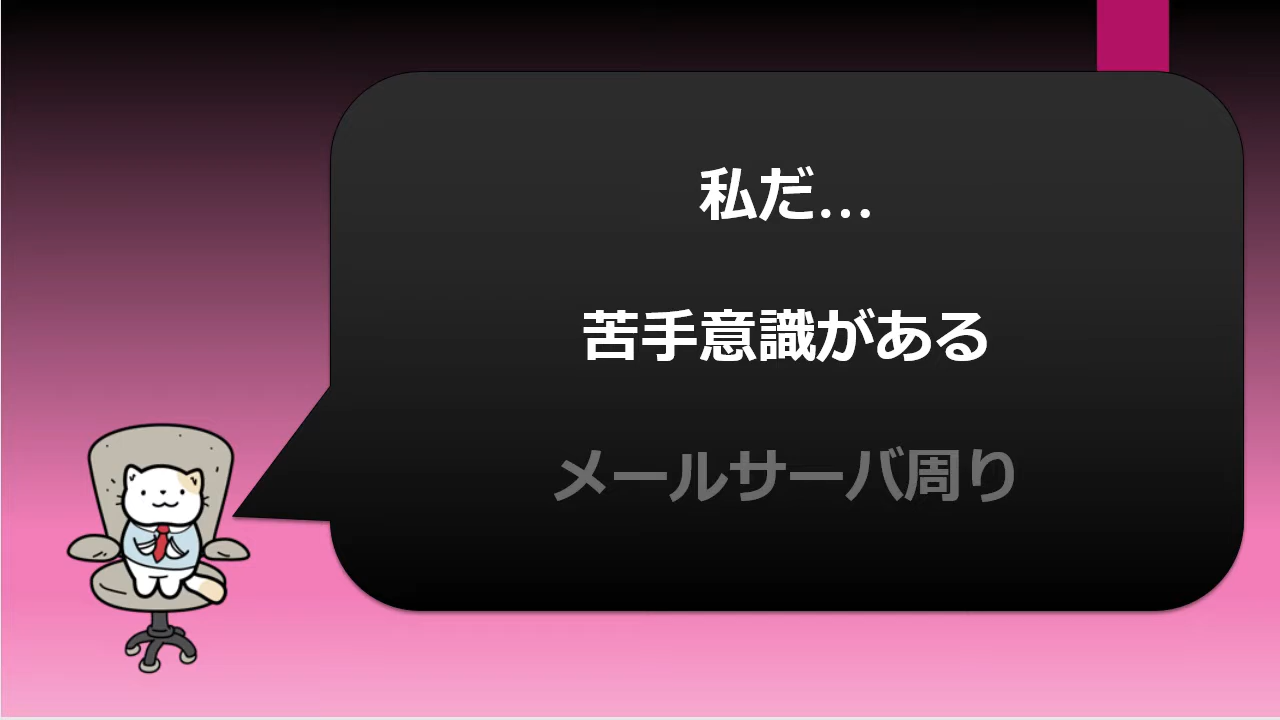 私だ…
苦手意識がある
メールサーバ周り